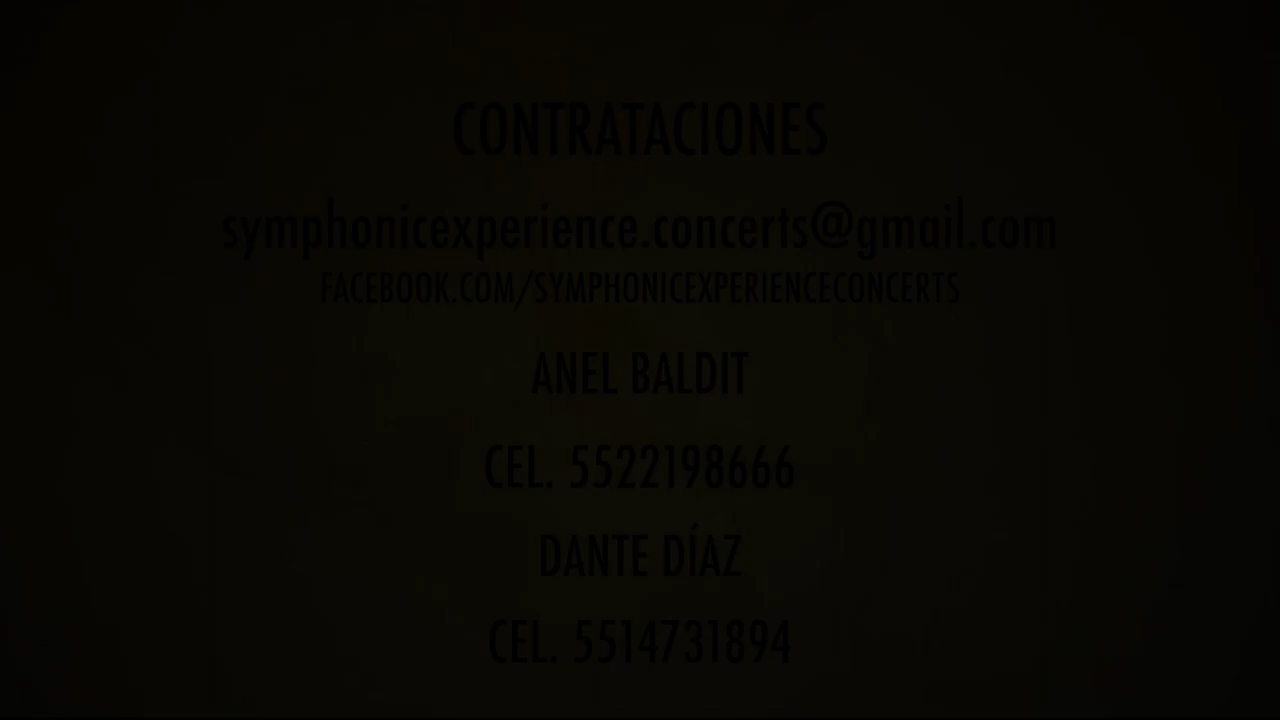 CONTRATACIONES
symphonicexperience.concerts@gmail.com
FACEBOOK.COM/SYMPHONICEXPERIENCECONCERTS
ANEL BALDIT
CEL. 5522198666
DANTE DÍAZ
CEL. 5514731894